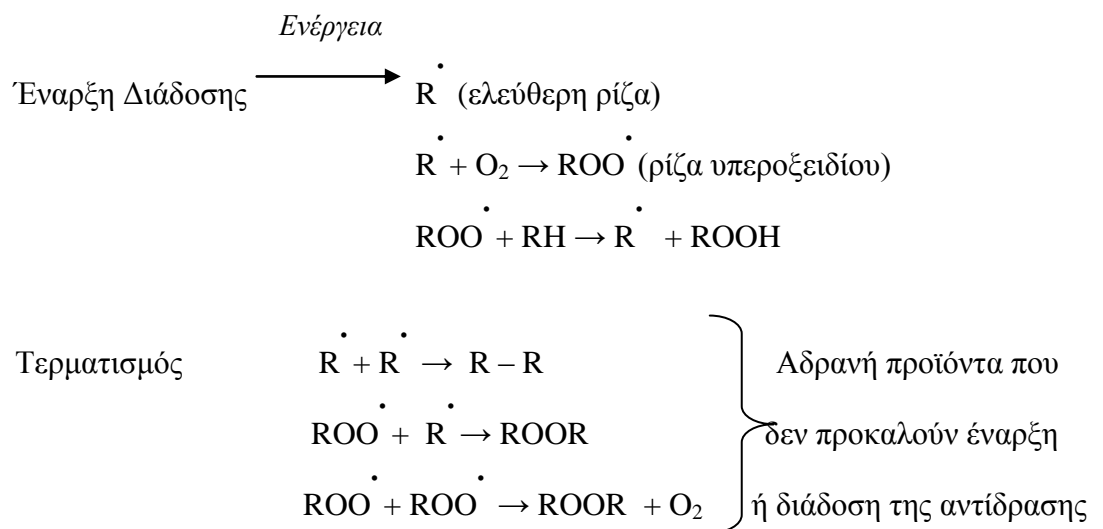 Ενέργεια
Έναρξη Διάδοσης → R˙ (ελεύθερη ρίζα)
R˙ + O₂ → ROO˙ (ρίζα υπεροξειδίου)
ROO˙ + RH → R˙ + ROOH
Τερματισμός R˙ + R˙ → R – R Αδρανή προϊόντα που
ROO˙ + R˙ → ROOR δεν προκαλούν έναρξη
ROO˙ + ROO˙ → ROOR + O₂ ή διάδοση της αντίδρασης